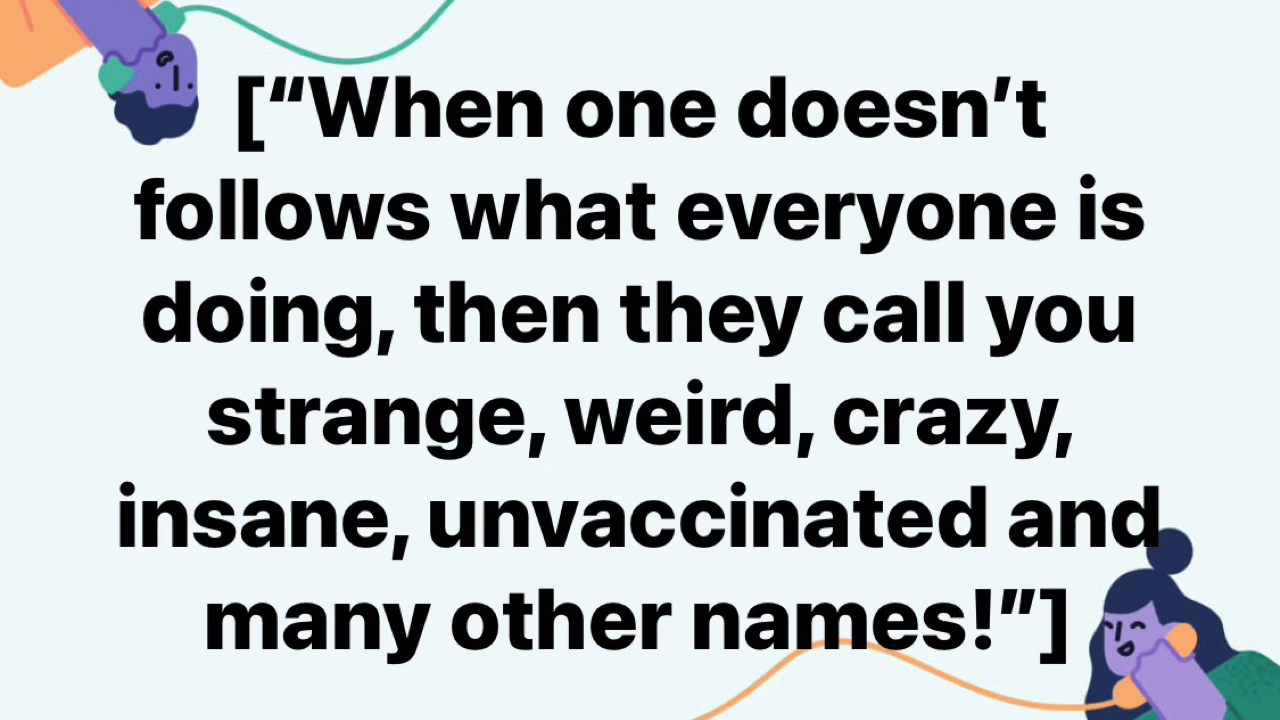 [“When one doesn’t
follows what everyone is
doing, then they call you
strange, weird, crazy,
insane, unvaccinated and
many other names!”]